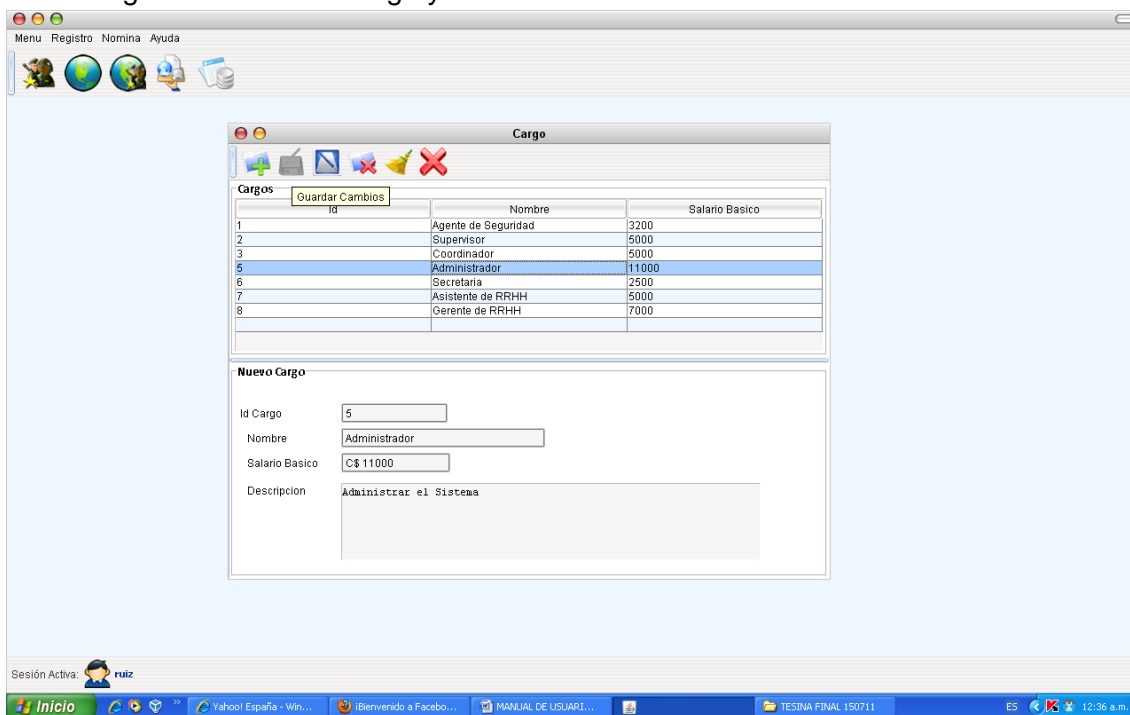 Menu Registro Nomina Ayuda
Cargo
Cargos
Guardar Cambios
Id Nombre Salario Basico
1 Agente de Seguridad 3200
2 Supervisor 5000
3 Coordinador 5000
5 Administrador 11000
6 Secretaria 2500
7 Asistente de RRHH 5000
8 Gerente de RRHH 7000
Nuevo Cargo
Id Cargo 5
Nombre Administrador
Salario Basico C$ 11000
Descripcion Administrar el Sistema
Sesión Activa: ruiz
Inicio » Yahoo! España - Win... ¡Bienvenido a Facebo... MANUAL DE USUARI... TESINA FINAL 150711 ES 12:36 a.m.